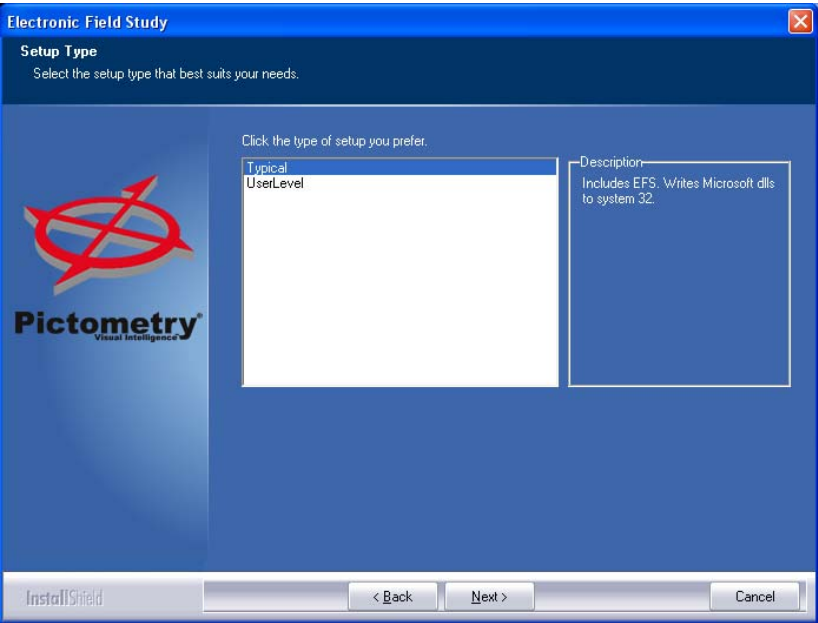 Electronic Field Study
Setup Type
Select the setup type that best suits your needs.
Click the type of setup you prefer.
Typical
UserLevel
Description
Includes EFS. Writes Microsoft dlls
to system 32.
Pictometry®
Visual Intelligence
InstallShield
< Back
Next >
Cancel